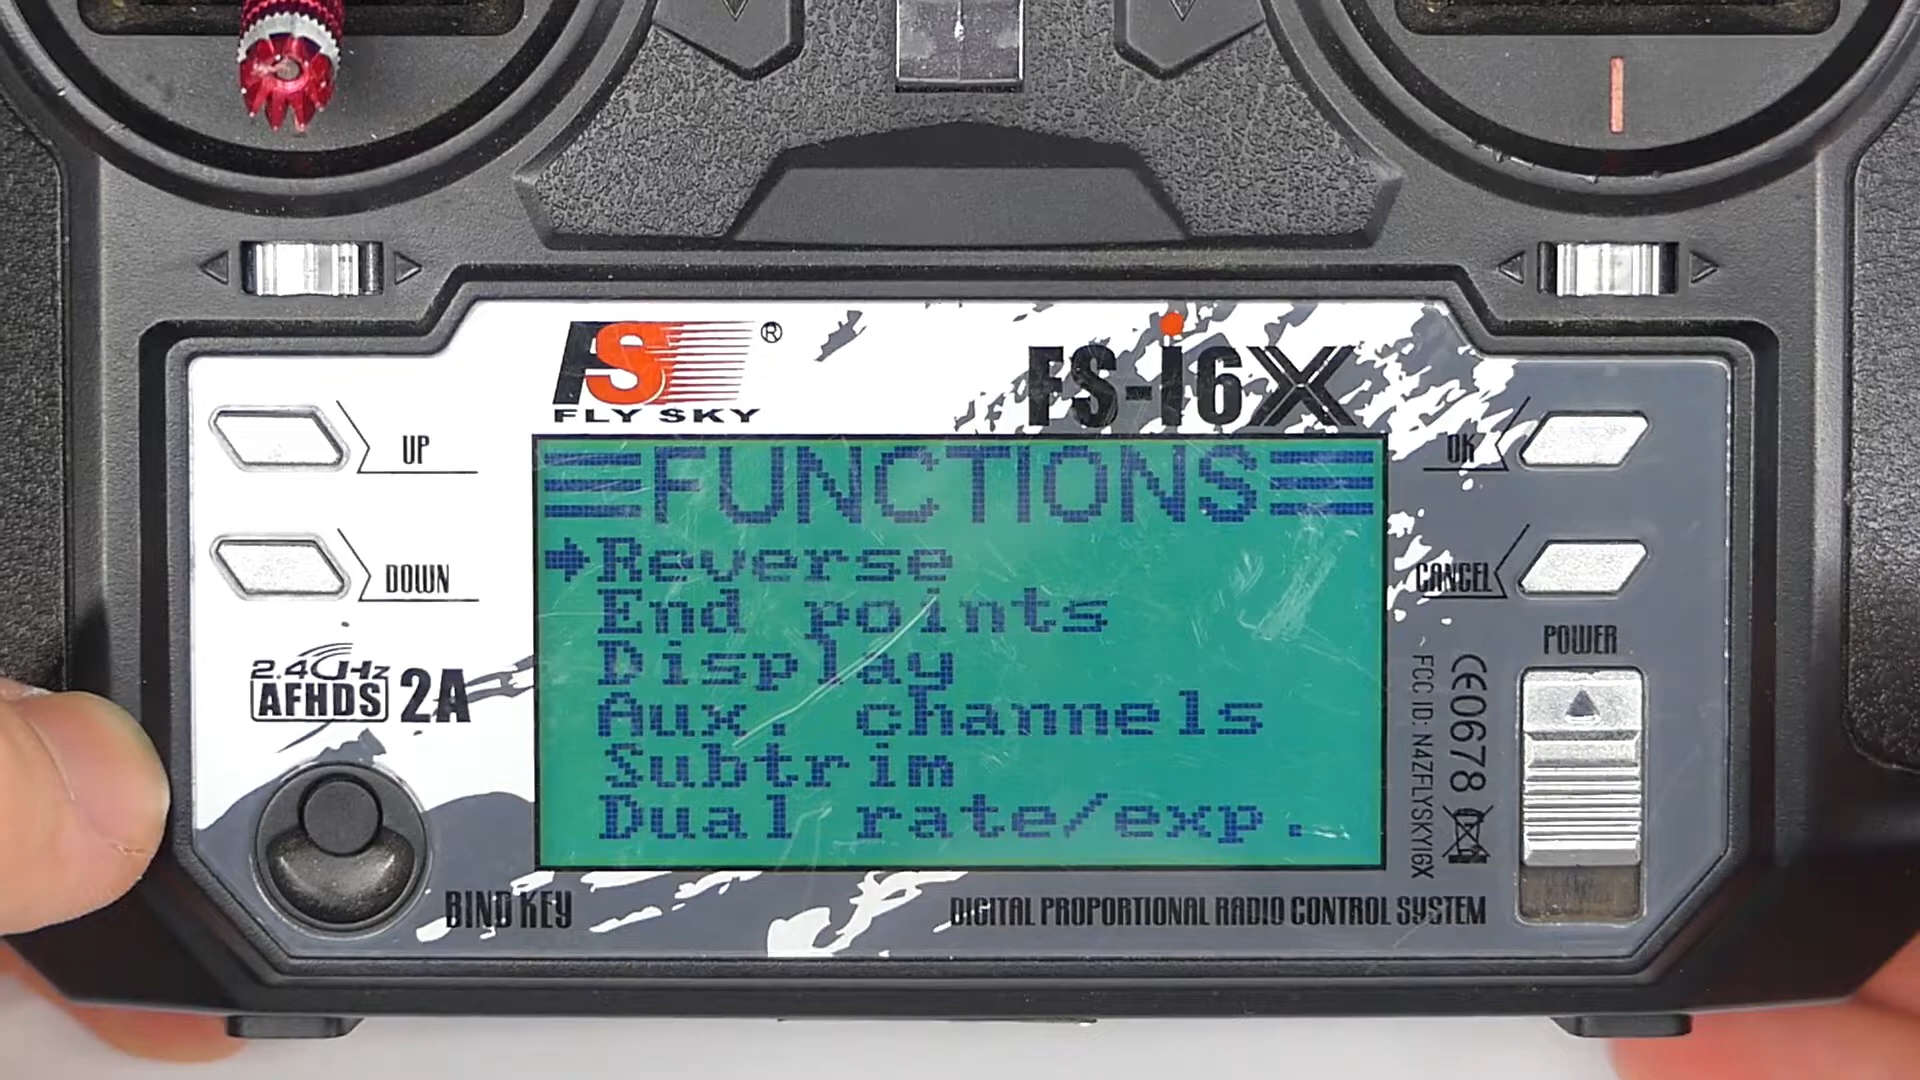 FS®
FLY SKY
FS-i6X
UP
OK
FUNCTIONS
Reverse
End points
Display
Aux. channels
Subtrim
Dual rate/exp.
DOWN
CANCEL
POWER
2.4GHz
AFHDS 2A
CE0678
FCC ID: N4ZFLYSKYI6X
BIND KEY
DIGITAL PROPORTIONAL RADIO CONTROL SYSTEM